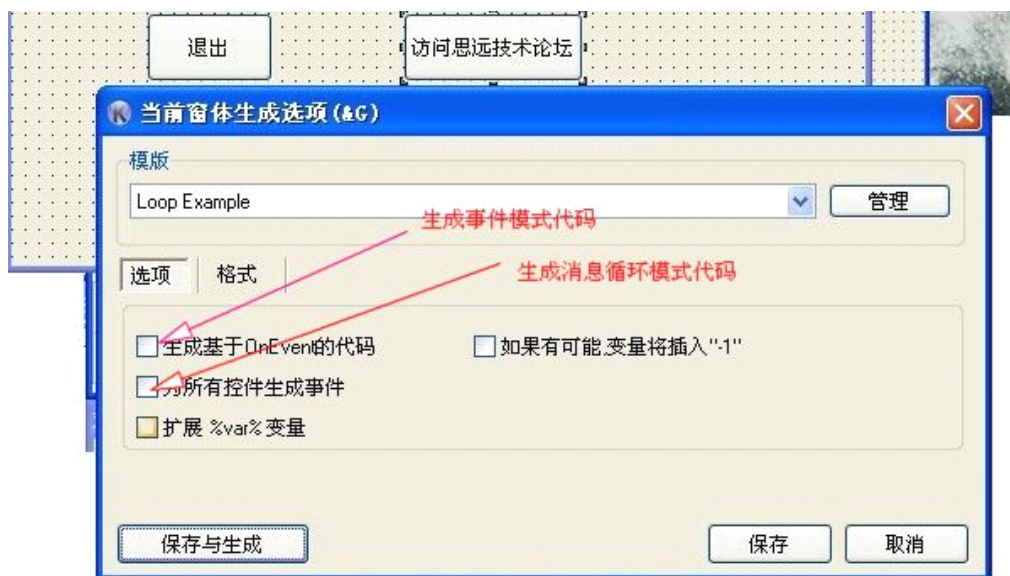 退出
访问思远技术论坛
当前窗体生成选项(&G)
模版
Loop Example
管理
生成事件模式代码
选项
格式
生成消息循环模式代码
生成基于OnEvent的代码
如果有可能,变量将插入"-1"
为所有控件生成事件
扩展 %var% 变量
保存与生成
保存
取消